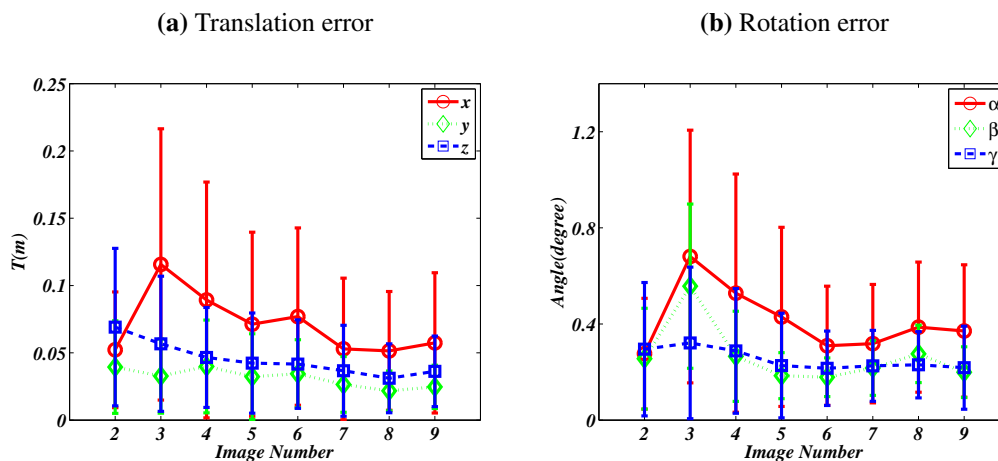 (a) Translation error
(b) Rotation error
0.25
0.2
0.15
0.1
0.05
0
T(m)
x
y
z
2 3 4 5 6 7 8 9
Image Number
1.2
0.8
0.4
0
Angle(degree)
α
β
γ
2 3 4 5 6 7 8 9
Image Number